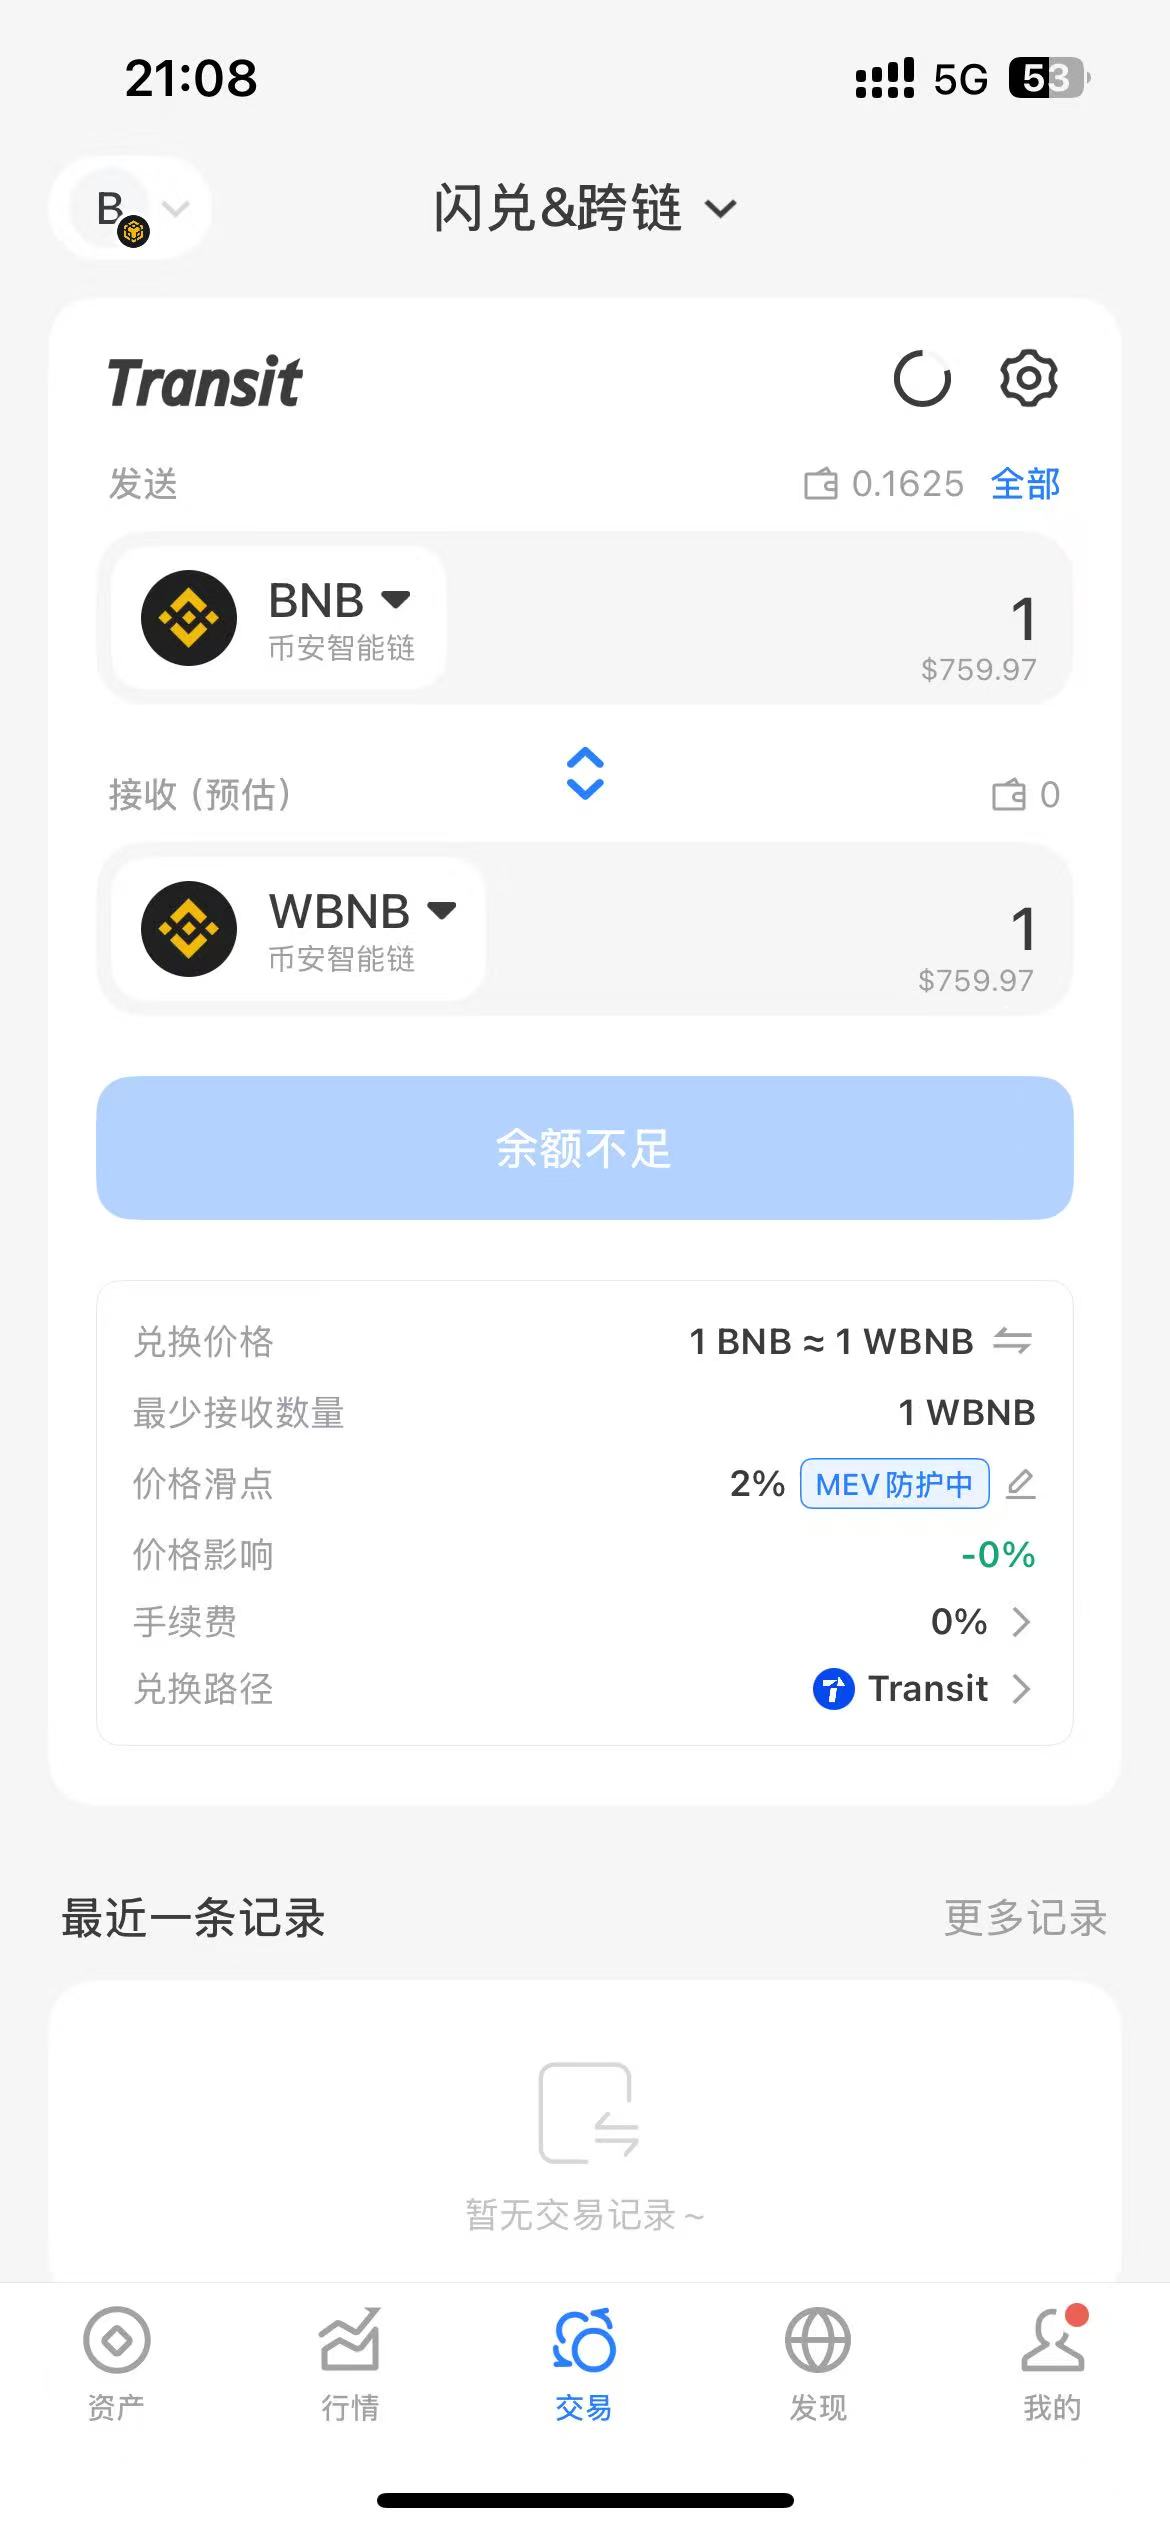 21:08
5G 53
B
闪兑&跨链
Transit
发送
0.1625 全部
BNB
币安智能链
1
$759.97
接收（预估）
0
WBNB
币安智能链
1
$759.97
余额不足
兑换价格 1 BNB ≈ 1 WBNB
最少接收数量 1 WBNB
价格滑点 2% MEV防护中
价格影响 -0%
手续费 0%
兑换路径 Transit
最近一条记录 更多记录
暂无交易记录~
资产 行情 交易 发现 我的